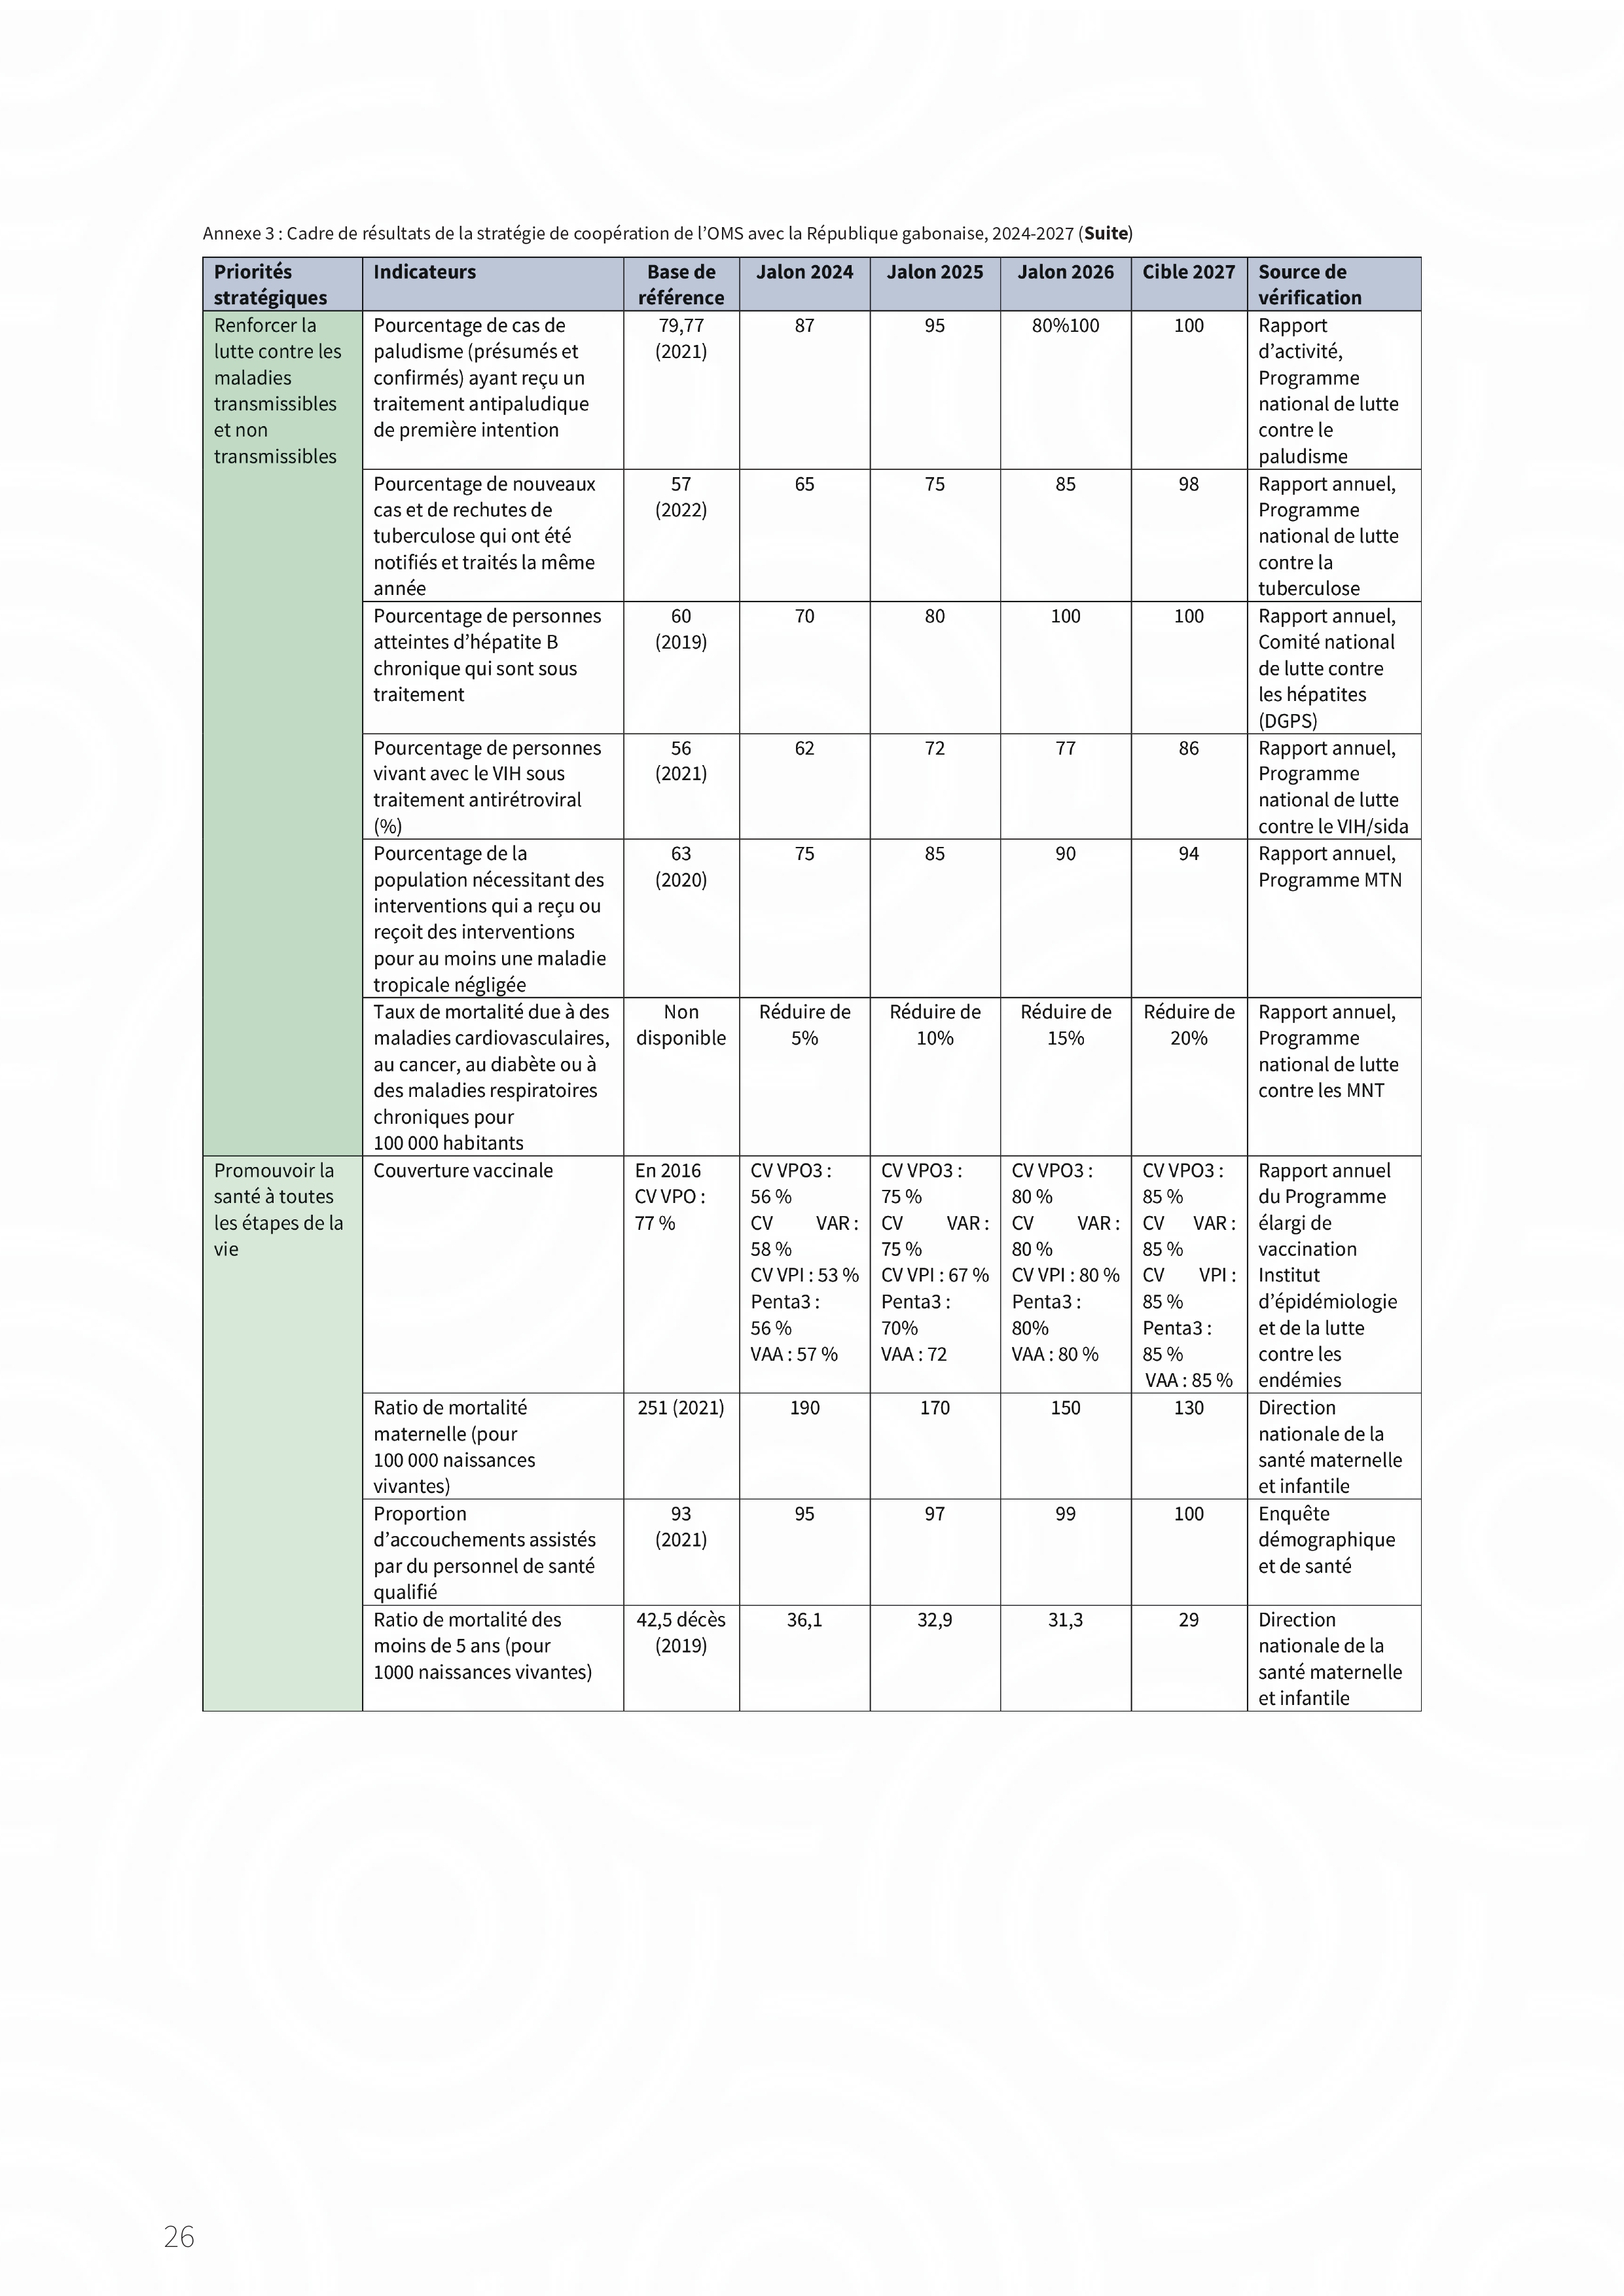 Annexe 3 : Cadre de résultats de la stratégie de coopération de l’OMS avec la République gabonaise, 2024-2027 (Suite)
Priorités
stratégiques
Indicateurs
Base de
référence
Jalon 2024
Jalon 2025
Jalon 2026
Cible 2027
Source de
vérification
Renforcer la
lutte contre les
maladies
transmissibles
et non
transmissibles
Pourcentage de cas de
paludisme (présumés et
confirmés) ayant reçu un
traitement antipaludique
de première intention
79,77
(2021)
87
95
80%100
100
Rapport
d’activité,
Programme
national de lutte
contre le
paludisme
Pourcentage de nouveaux
cas et de rechutes de
tuberculose qui ont été
notifiés et traités la même
année
57
(2022)
65
75
85
98
Rapport annuel,
Programme
national de lutte
contre la
tuberculose
Pourcentage de personnes
atteintes d’hépatite B
chronique qui sont sous
traitement
60
(2019)
70
80
100
100
Rapport annuel,
Comité national
de lutte contre
les hépatites
(DGPS)
Pourcentage de personnes
vivant avec le VIH sous
traitement antirétroviral
(%)
56
(2021)
62
72
77
86
Rapport annuel,
Programme
national de lutte
contre le VIH/sida
Pourcentage de la
population nécessitant des
interventions qui a reçu ou
reçoit des interventions
pour au moins une maladie
tropicale négligée
63
(2020)
75
85
90
94
Rapport annuel,
Programme MTN
Taux de mortalité due à des
maladies cardiovasculaires,
au cancer, au diabète ou à
des maladies respiratoires
chroniques pour
100 000 habitants
Non
disponible
Réduire de
5%
Réduire de
10%
Réduire de
15%
Réduire de
20%
Rapport annuel,
Programme
national de lutte
contre les MNT
Promouvoir la
santé à toutes
les étapes de la
vie
Couverture vaccinale
En 2016
CV VPO :
77 %
CV VPO3 :
56 %
CV VAR :
58 %
CV VPI : 53 %
Penta3 :
56 %
VAA : 57 %
CV VPO3 :
75 %
CV VAR :
75 %
CV VPI : 67 %
Penta3 :
70%
VAA : 72
CV VPO3 :
80 %
CV VAR :
80 %
CV VPI : 80 %
Penta3 :
80%
VAA : 80 %
CV VPO3 :
85 %
CV VAR :
85 %
CV VPI :
85 %
Penta3 :
85 %
VAA : 85 %
Rapport annuel
du Programme
élargi de
vaccination
Institut
d’épidémiologie
et de la lutte
contre les
endémies
Ratio de mortalité
maternelle (pour
100 000 naissances
vivantes)
251 (2021)
190
170
150
130
Direction
nationale de la
santé maternelle
et infantile
Proportion
d’accouchements assistés
par du personnel de santé
qualifié
93
(2021)
95
97
99
100
Enquête
démographique
et de santé
Ratio de mortalité des
moins de 5 ans (pour
1000 naissances vivantes)
42,5 décès
(2019)
36,1
32,9
31,3
29
Direction
nationale de la
santé maternelle
et infantile
26